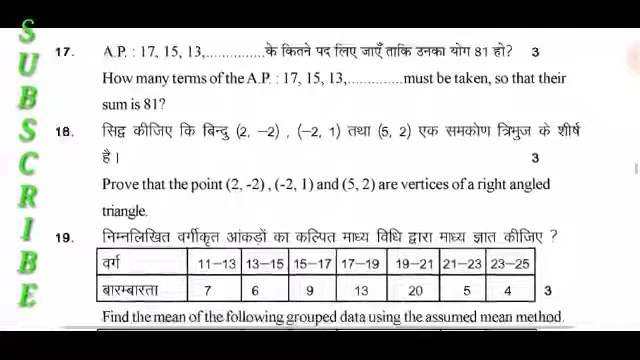 SUBSCRIBE
17. A.P. : 17, 15, 13,..............के कितने पद लिए जाएँ ताकि उनका योग 81 हो? 3
How many terms of the A.P. : 17, 15, 13,.............must be taken, so that their
sum is 81?
18. सिद्ध कीजिए कि बिन्दु (2, –2) , (–2, 1) तथा (5, 2) एक समकोण त्रिभुज के शीर्ष
है। 3
Prove that the point (2, -2) , (-2, 1) and (5, 2) are vertices of a right angled
triangle.
19. निम्नलिखित वर्गीकृत आंकड़ों का कल्पित माध्य विधि द्वारा माध्य ज्ञात कीजिए ?
वर्ग 11–13 13–15 15–17 17–19 19–21 21–23 23–25
बारम्बारता 7 6 9 13 20 5 4 3
Find the mean of the following grouped data using the assumed mean method.